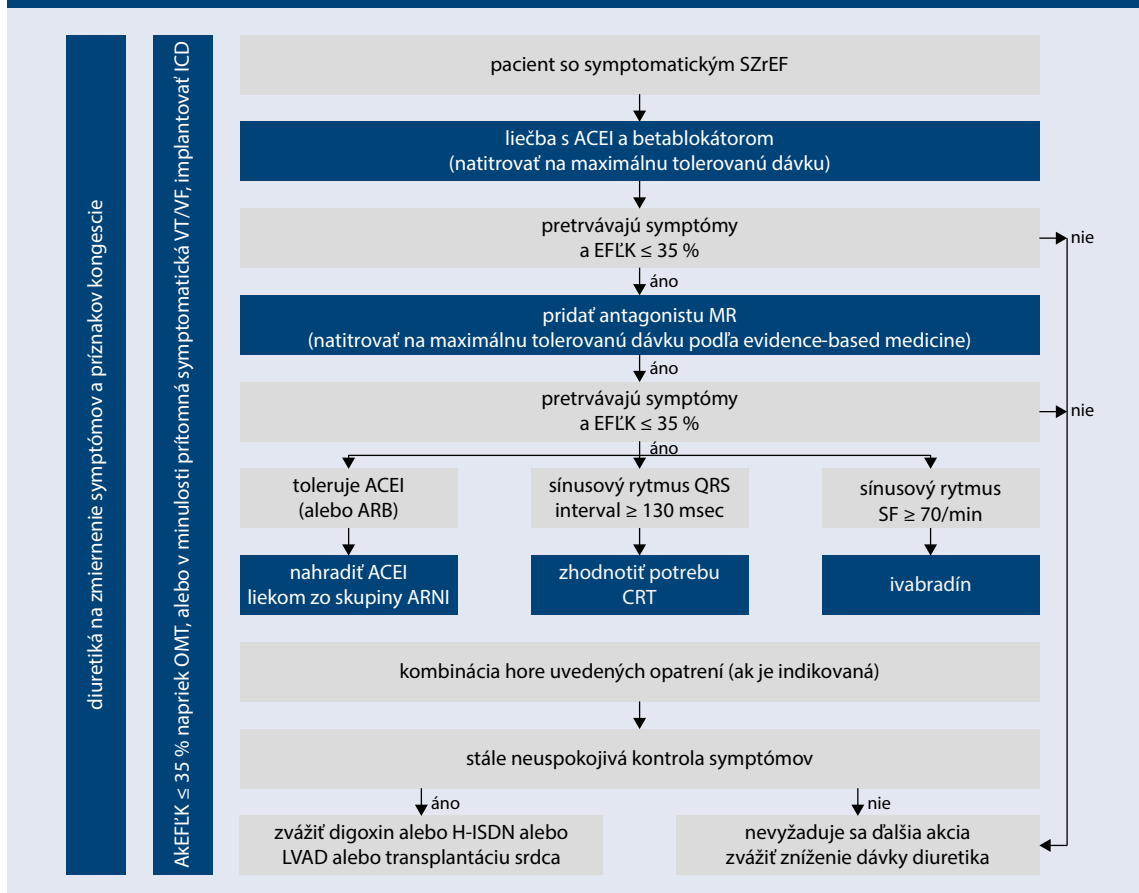 diuretiká na zmiernenie symptómov a príznakov kongescie
AkEFĽK ≤ 35 % napriek OMT, alebo v minulosti prítomná symptomatická VT/VF, implantovať ICD
pacient so symptomatickým SZrEF
liečba s ACEI a betablokátorom
(natitrovať na maximálnu tolerovanú dávku)
pretrvávajú symptómy
a EFĽK ≤ 35 %
nie
áno
pridať antagonistu MR
(natitrovať na maximálnu tolerovanú dávku podľa evidence-based medicine)
áno
pretrvávajú symptómy
a EFĽK ≤ 35 %
nie
áno
toleruje ACEI
(alebo ARB)
sínusový rytmus QRS
interval ≥ 130 msec
sínusový rytmus
SF ≥ 70/min
nahradiť ACEI
liekom zo skupiny ARNI
zhodnotiť potrebu
CRT
ivabradín
kombinácia hore uvedených opatrení (ak je indikovaná)
stále neuspokojivá kontrola symptómov
áno
nie
zvážiť digoxin alebo H-ISDN alebo
LVAD alebo transplantáciu srdca
nevyžaduje sa ďalšia akcia
zvážiť zníženie dávky diuretika